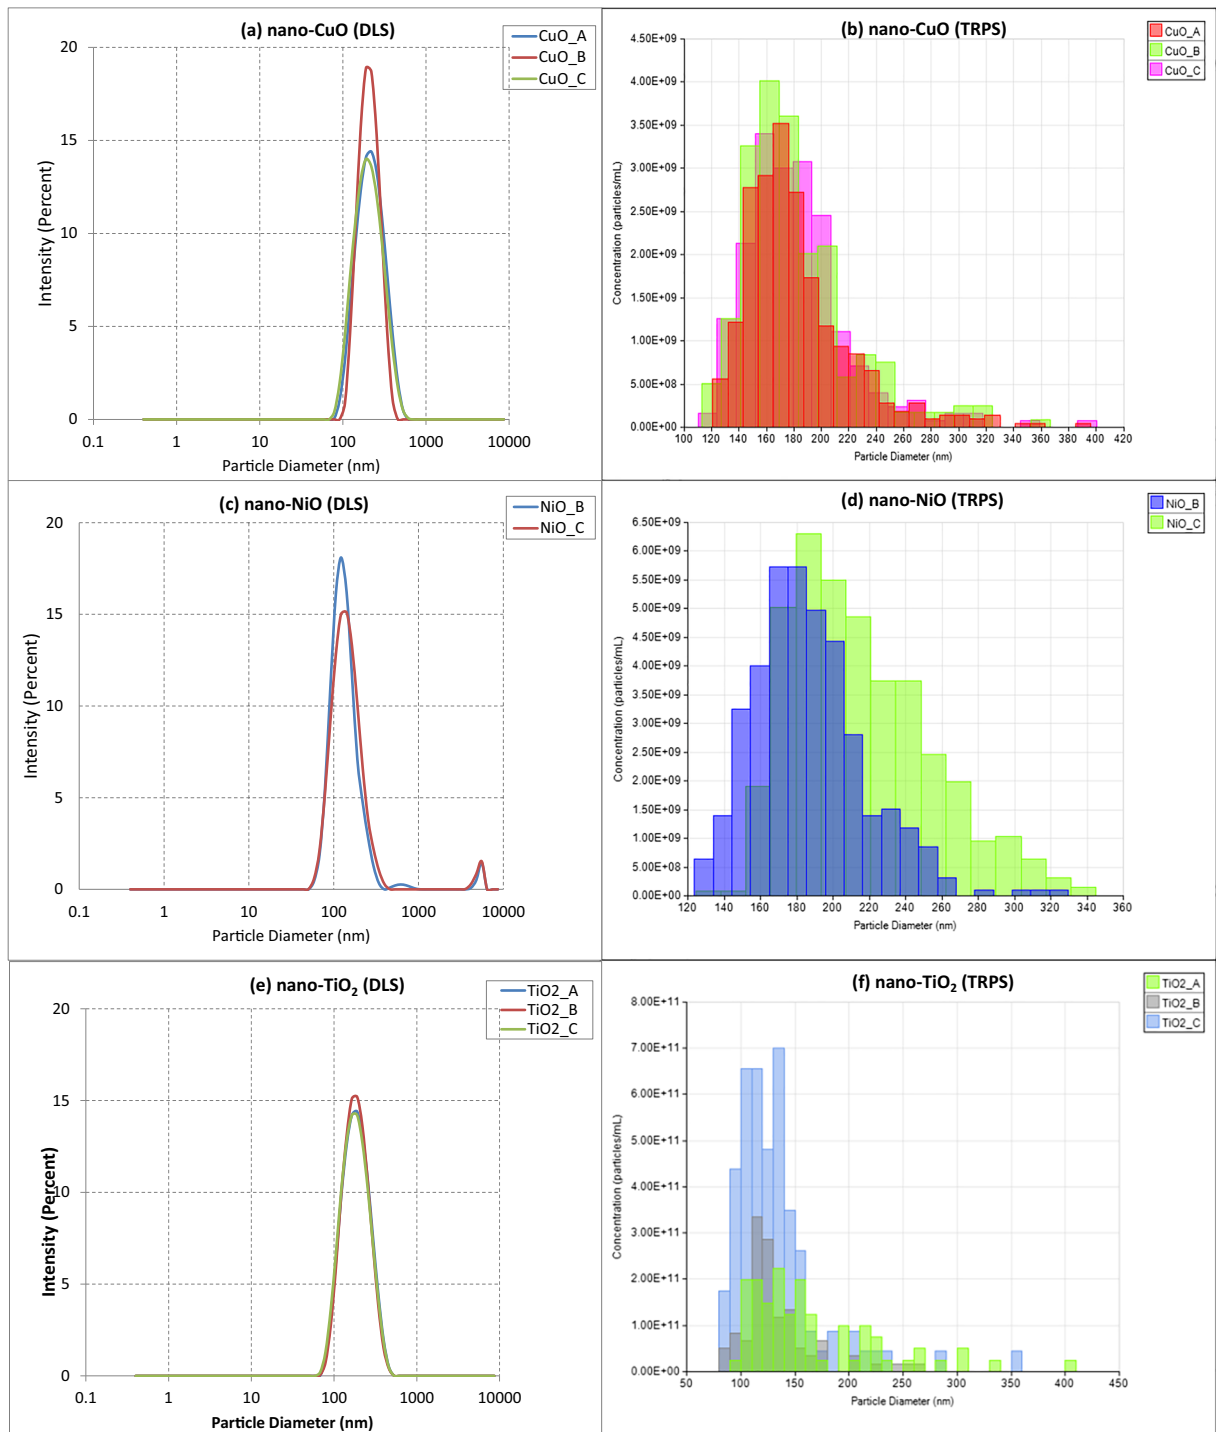 (a) nano-CuO (DLS)
CuO_A
CuO_B
CuO_C
20
15
10
5
0
0.1 1 10 100 1000 10000
Intensity (Percent)
Particle Diameter (nm)
(b) nano-CuO (TRPS)
CuO_A
CuO_B
CuO_C
4.50E+09
4.00E+09
3.50E+09
3.00E+09
2.50E+09
2.00E+09
1.50E+09
1.00E+09
5.00E+08
0.00E+00
100 120 140 160 180 200 220 240 260 280 300 320 340 360 380 400 420
Concentration (particles/mL)
Particle Diameter (nm)
(c) nano-NiO (DLS)
NiO_B
NiO_C
20
15
10
5
0
0.1 1 10 100 1000 10000
Intensity (Percent)
Particle Diameter (nm)
(d) nano-NiO (TRPS)
NiO_B
NiO_C
6.50E+09
6.00E+09
5.50E+09
5.00E+09
4.50E+09
4.00E+09
3.50E+09
3.00E+09
2.50E+09
2.00E+09
1.50E+09
1.00E+09
5.00E+08
0.00E+00
120 140 160 180 200 220 240 260 280 300 320 340 360
Concentration (particles/mL)
Particle Diameter (nm)
(e) nano-TiO₂ (DLS)
TiO2_A
TiO2_B
TiO2_C
20
15
10
5
0
0.1 1 10 100 1000 10000
Intensity (Percent)
Particle Diameter (nm)
(f) nano-TiO₂ (TRPS)
TiO2_A
TiO2_B
TiO2_C
8.00E+11
7.00E+11
6.00E+11
5.00E+11
4.00E+11
3.00E+11
2.00E+11
1.00E+11
0.00E+00
50 100 150 200 250 300 350 400 450
Concentration (particles/mL)
Particle Diameter (nm)